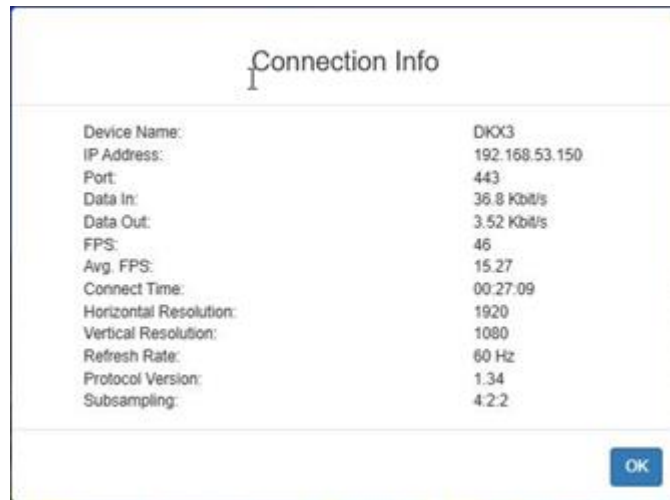 Connection Info
Device Name: DKX3
IP Address: 192.168.53.150
Port: 443
Data In: 36.8 Kbit/s
Data Out: 3.52 Kbit/s
FPS: 46
Avg. FPS: 15.27
Connect Time: 00:27:09
Horizontal Resolution: 1920
Vertical Resolution: 1080
Refresh Rate: 60 Hz
Protocol Version: 1.34
Subsampling: 4:2:2
OK